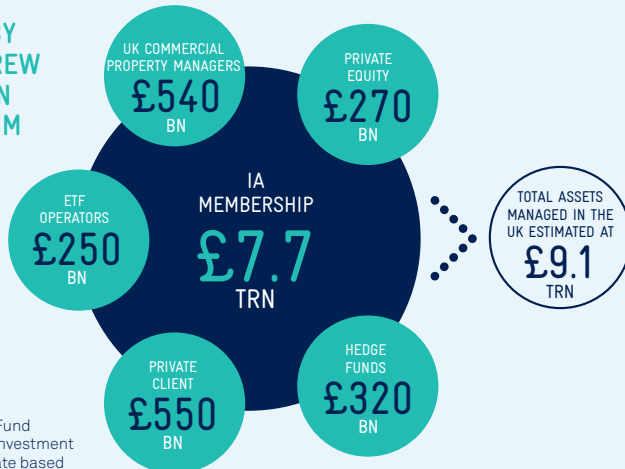 UK COMMERCIAL
PROPERTY MANAGERS
£540
BN
PRIVATE
EQUITY
£270
BN
ETF
OPERATORS
£250
BN
IA
MEMBERSHIP
£7.7
TRN
TOTAL ASSETS
MANAGED IN THE
UK ESTIMATED AT
£9.1
TRN
PRIVATE
CLIENT
£550
BN
HEDGE
FUNDS
£320
BN
Fund
nvestment
based